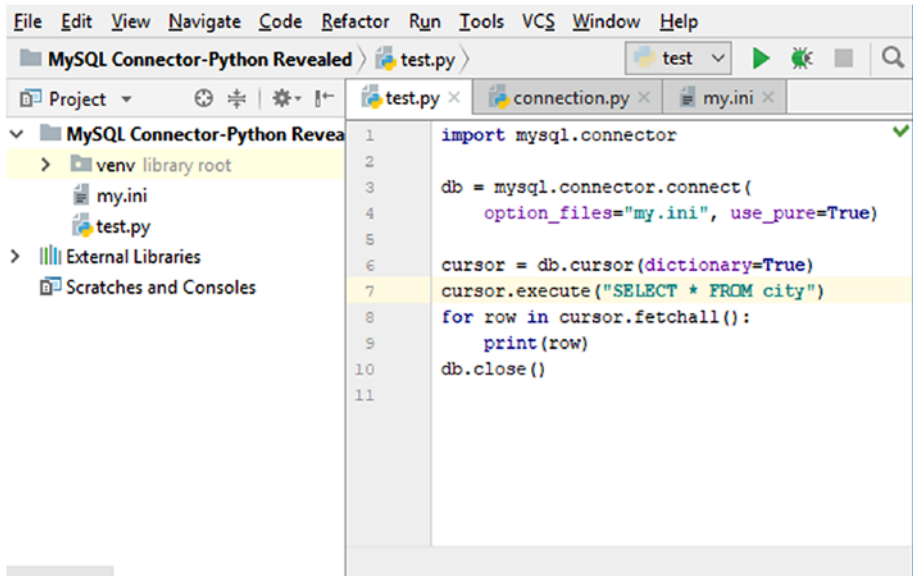 File Edit View Navigate Code Refactor Run Tools VCS Window Help
MySQL Connector-Python Revealed test.py test
Project test.py connection.py my.ini
MySQL Connector-Python Revea
venv library root
my.ini
test.py
External Libraries
Scratches and Consoles
1 import mysql.connector
2
3 db = mysql.connector.connect(
4     option_files="my.ini", use_pure=True)
5
6 cursor = db.cursor(dictionary=True)
7 cursor.execute("SELECT * FROM city")
8 for row in cursor.fetchall():
9     print(row)
10 db.close()
11